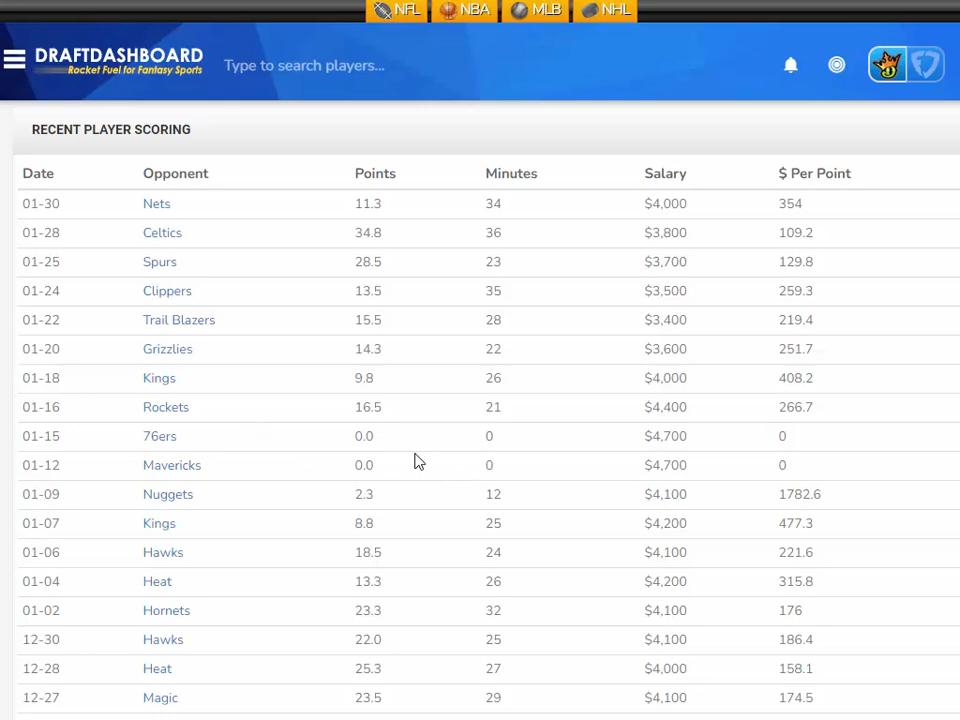 NFL NBA MLB NHL
DRAFTDASHBOARD
Rocket Fuel for Fantasy Sports
Type to search players...
RECENT PLAYER SCORING
Date Opponent Points Minutes Salary $ Per Point
01-30 Nets 11.3 34 $4,000 354
01-28 Celtics 34.8 36 $3,800 109.2
01-25 Spurs 28.5 23 $3,700 129.8
01-24 Clippers 13.5 35 $3,500 259.3
01-22 Trail Blazers 15.5 28 $3,400 219.4
01-20 Grizzlies 14.3 22 $3,600 251.7
01-18 Kings 9.8 26 $4,000 408.2
01-16 Rockets 16.5 21 $4,400 266.7
01-15 76ers 0.0 0 $4,700 0
01-12 Mavericks 0.0 0 $4,700 0
01-09 Nuggets 2.3 12 $4,100 1782.6
01-07 Kings 8.8 25 $4,200 477.3
01-06 Hawks 18.5 24 $4,100 221.6
01-04 Heat 13.3 26 $4,200 315.8
01-02 Hornets 23.3 32 $4,100 176
12-30 Hawks 22.0 25 $4,100 186.4
12-28 Heat 25.3 27 $4,000 158.1
12-27 Magic 23.5 29 $4,100 174.5